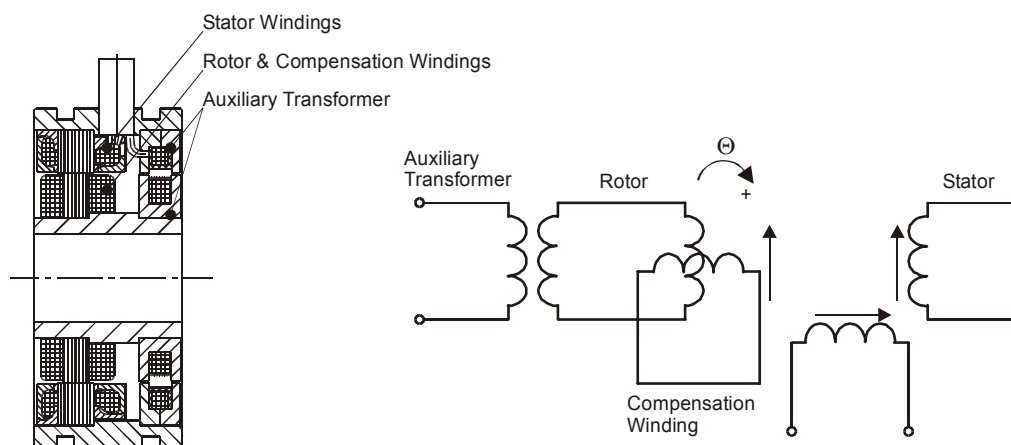 Stator Windings
Rotor & Compensation Windings
Auxiliary Transformer
Auxiliary
Transformer
Rotor
Θ
+
Stator
Compensation
Winding